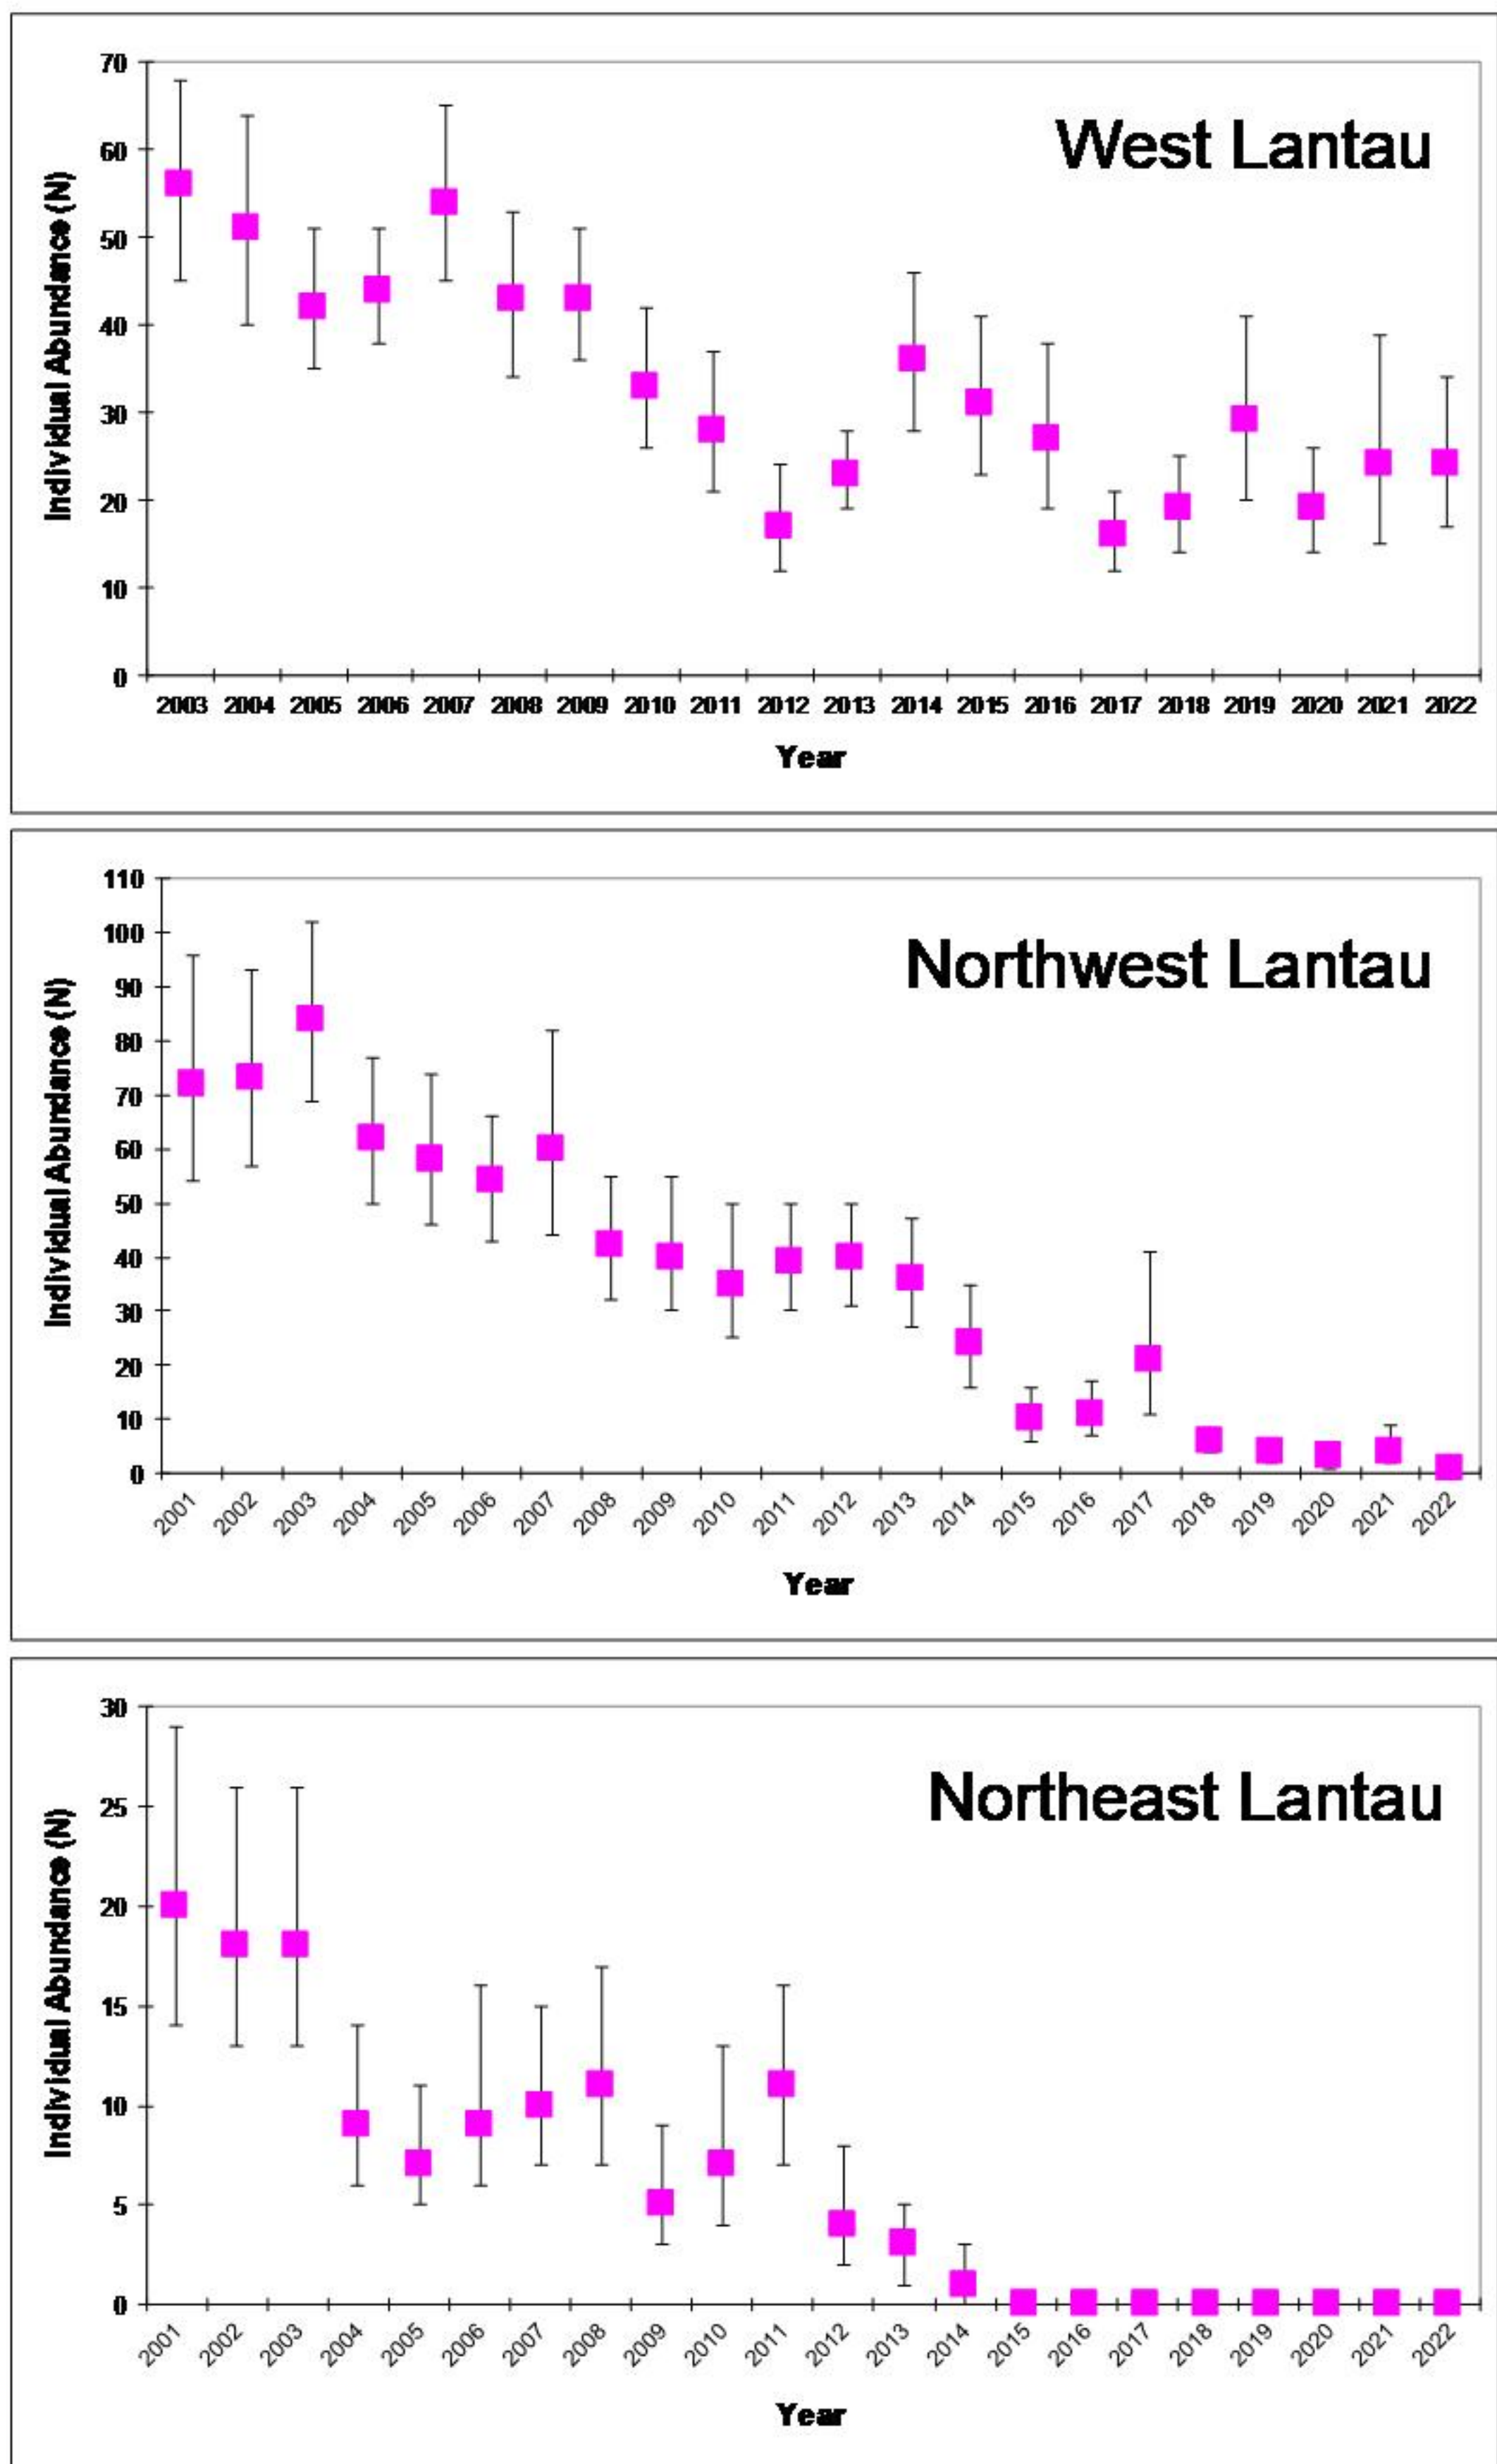 West Lantau
Individual Abundance (N)
70
60
50
40
30
20
10
0
2003 2004 2005 2006 2007 2008 2009 2010 2011 2012 2013 2014 2015 2016 2017 2018 2019 2020 2021 2022
Year
Northwest Lantau
Individual Abundance (N)
110
100
90
80
70
60
50
40
30
20
10
0
2001 2002 2003 2004 2005 2006 2007 2008 2009 2010 2011 2012 2013 2014 2015 2016 2017 2018 2019 2020 2021 2022
Year
Northeast Lantau
Individual Abundance (N)
30
25
20
15
10
5
0
2001 2002 2003 2004 2005 2006 2007 2008 2009 2010 2011 2012 2013 2014 2015 2016 2017 2018 2019 2020 2021 2022
Year